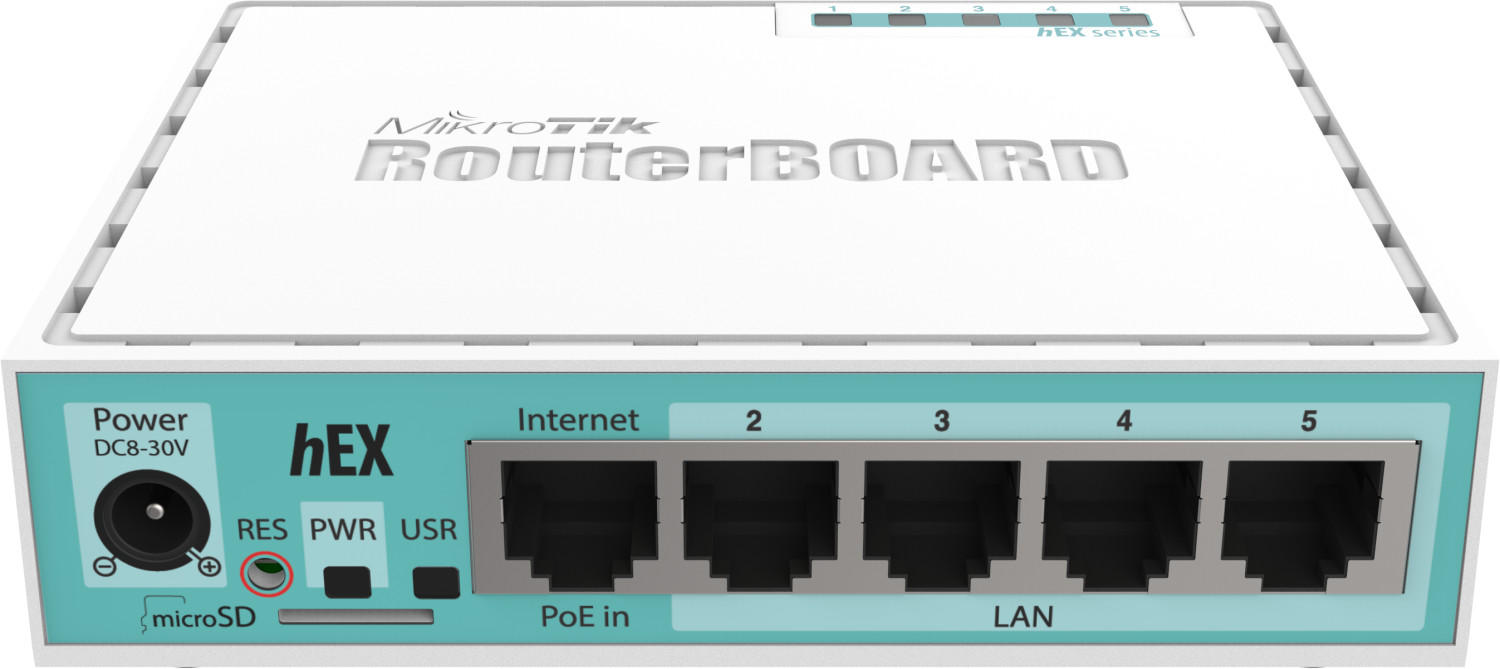 1 2 3 4 5
hEX series
MikroTik
RouterBOARD
Power
DC8-30V
hEX
Internet 2 3 4 5
RES PWR USR
microSD
PoE in
LAN